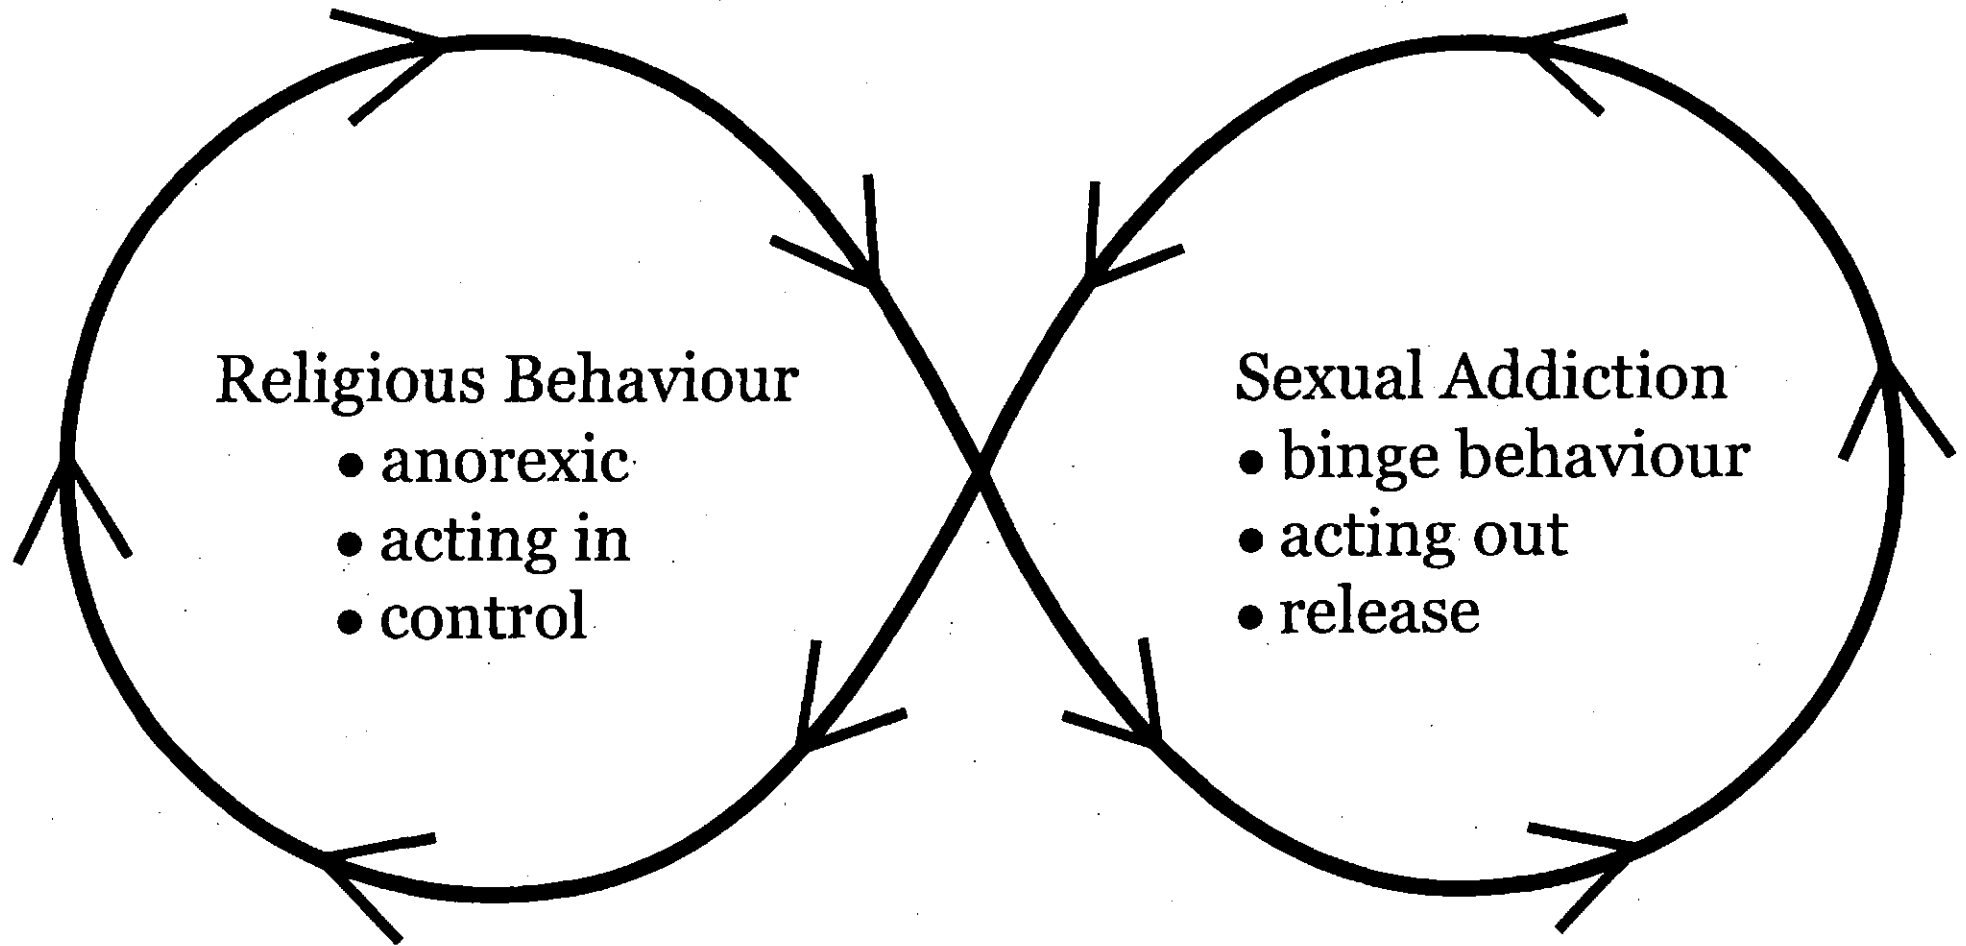 Religious Behaviour
• anorexic
• acting in
• control
Sexual Addiction
• binge behaviour
• acting out
• release